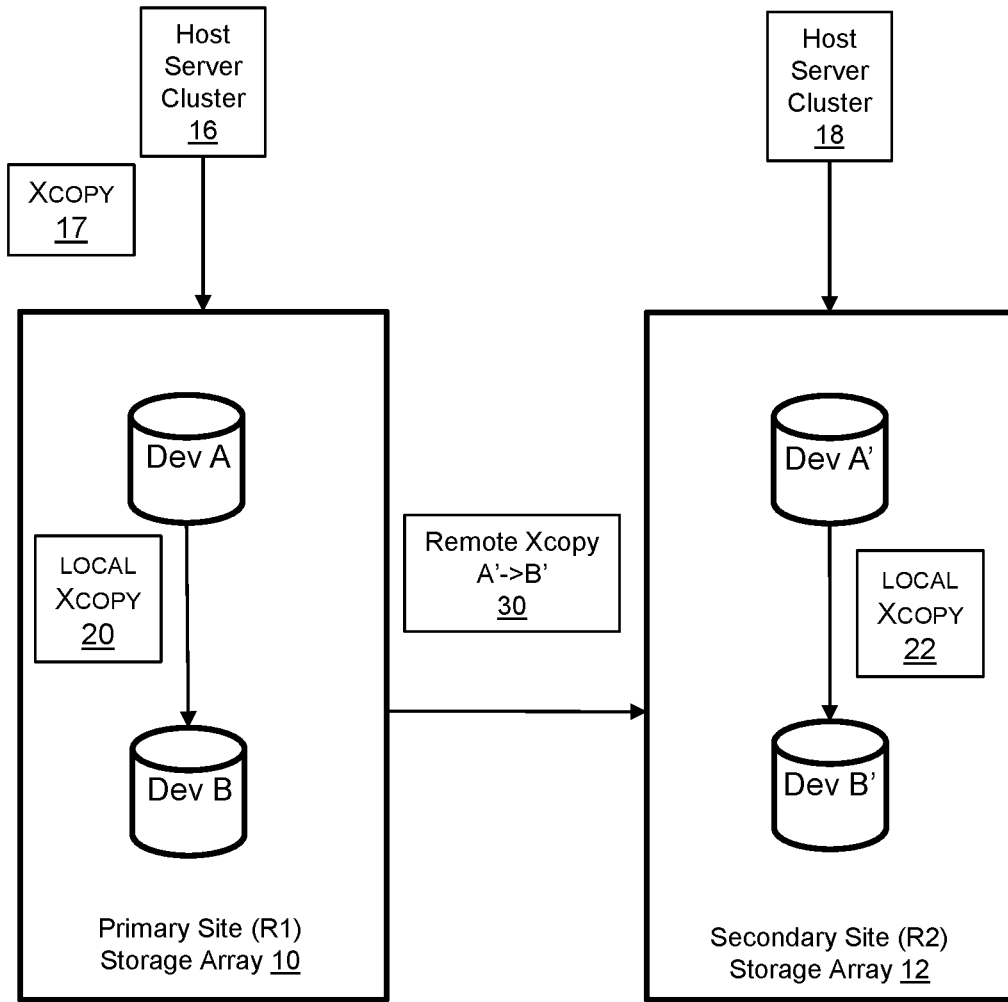 Host
Server
Cluster
16
XCOPY
17
Dev A
LOCAL
XCOPY
20
Dev B
Primary Site (R1)
Storage Array 10
Remote Xcopy
A'->B'
30
Host
Server
Cluster
18
Dev A'
LOCAL
XCOPY
22
Dev B'
Secondary Site (R2)
Storage Array 12